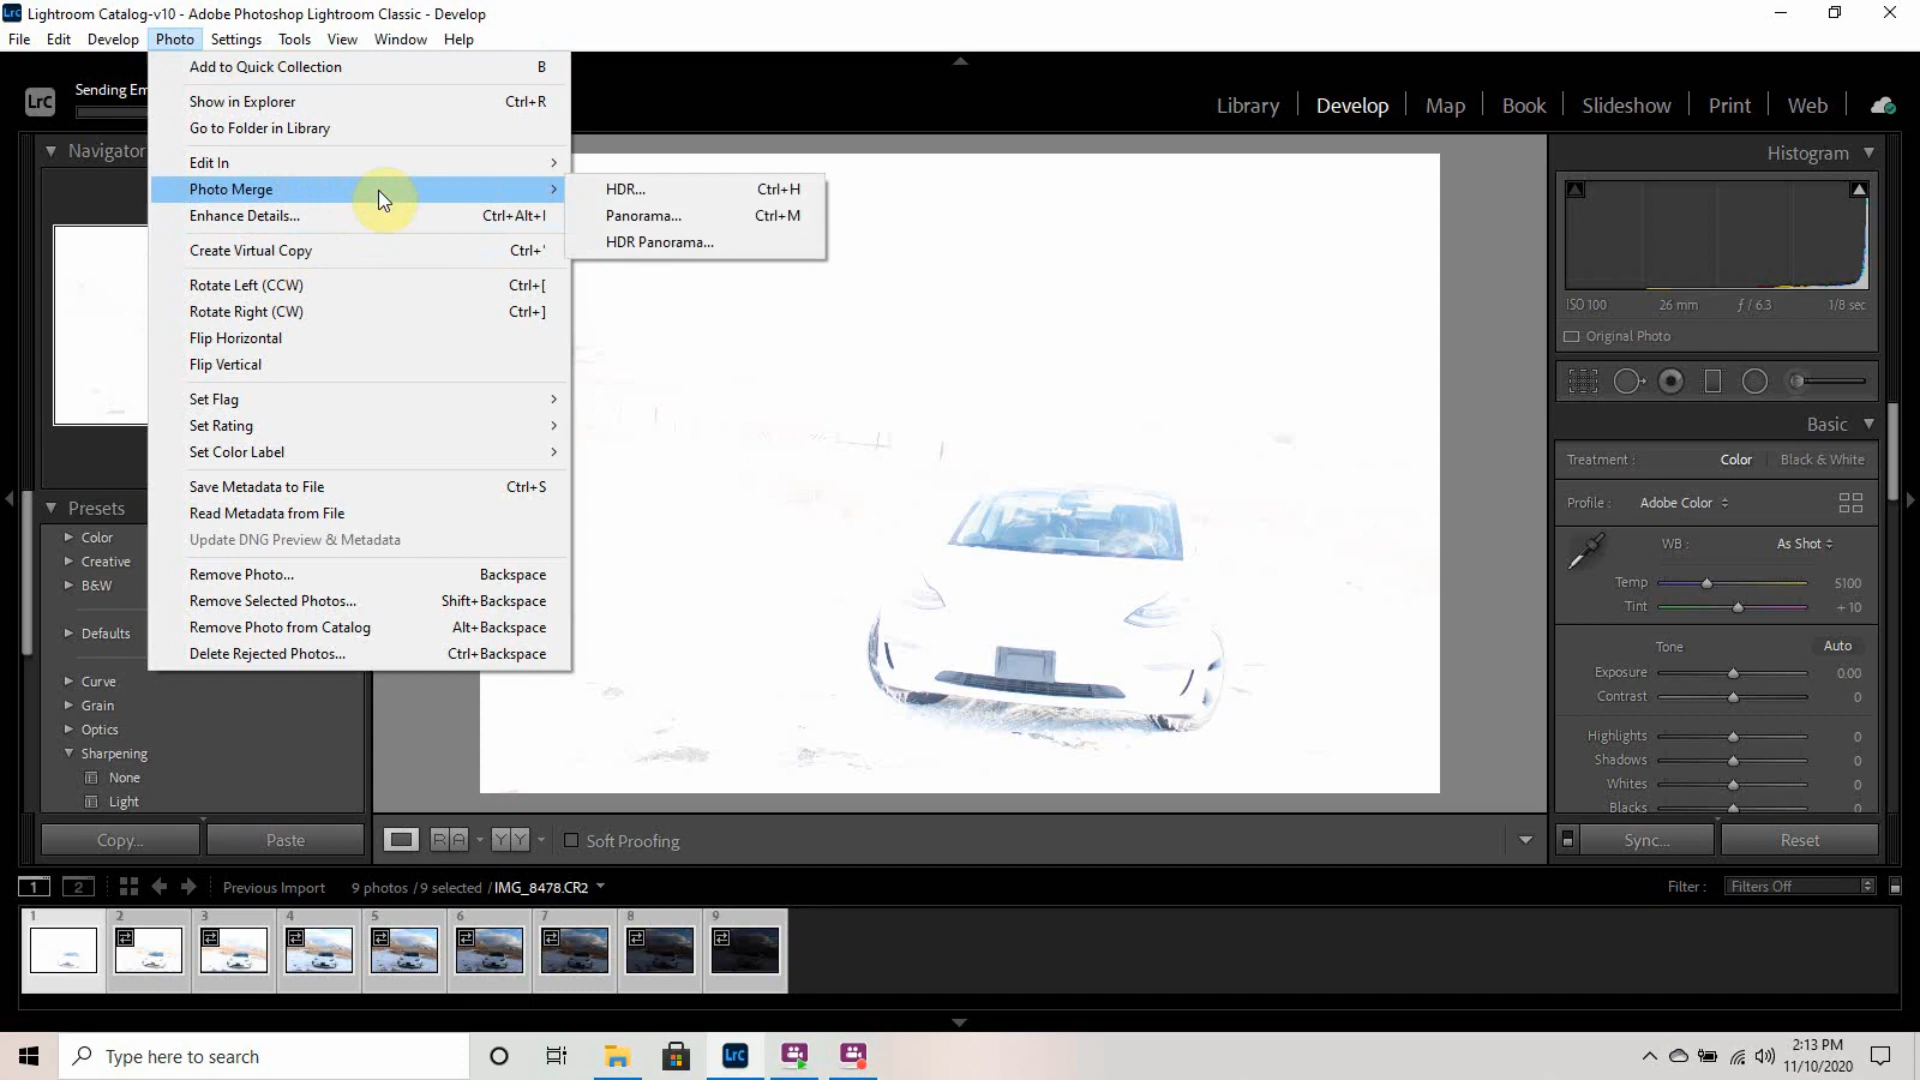 Lrc Lightroom Catalog-v10 - Adobe Photoshop Lightroom Classic - Develop
File Edit Develop Photo Settings Tools View Window Help
Add to Quick Collection B
LrC Sending Em
Show in Explorer Ctrl+R
Go to Folder in Library
Library Develop Map Book Slideshow Print Web
Edit In
Photo Merge
Enhance Details... Ctrl+Alt+I
Create Virtual Copy Ctrl+'
Rotate Left (CCW) Ctrl+[
Rotate Right (CW) Ctrl+]
Flip Horizontal
Flip Vertical
Set Flag
Set Rating
Set Color Label
Save Metadata to File Ctrl+S
Read Metadata from File
Update DNG Preview & Metadata
Remove Photo... Backspace
Remove Selected Photos... Shift+Backspace
Remove Photo from Catalog Alt+Backspace
Delete Rejected Photos... Ctrl+Backspace
HDR... Ctrl+H
Panorama... Ctrl+M
HDR Panorama...
Navigator
Presets
Color
Creative
B&W
Defaults
Curve
Grain
Optics
Sharpening
None
Light
Copy... Paste
R A Y Y Soft Proofing
Histogram
ISO 100 26 mm ƒ / 6.3 1/8 sec
Original Photo
Basic
Treatment : Color Black & White
Profile : Adobe Color
WB : As Shot
Temp 5100
Tint + 10
Tone Auto
Exposure 0.00
Contrast 0
Highlights 0
Shadows 0
Whites 0
Blacks 0
Sync... Reset
1 2 Previous Import 9 photos / 9 selected / IMG_8478.CR2 Filter : Filters Off
1 2 3 4 5 6 7 8 9
Type here to search
LrC
2:13 PM
11/10/2020